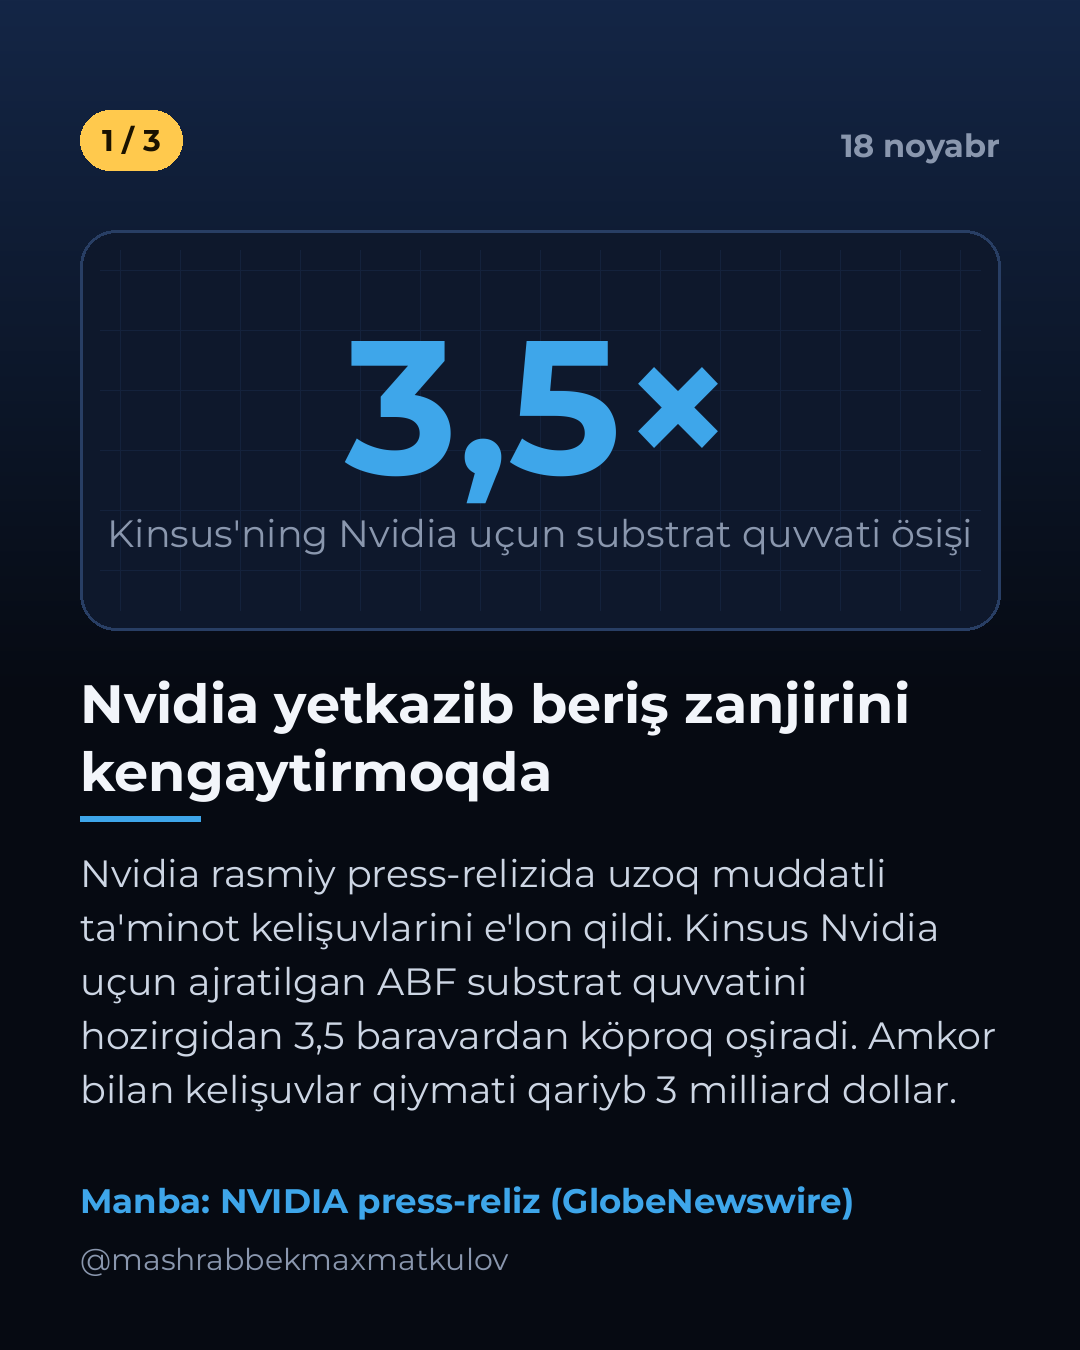 1 / 3
18 noyabr
3,5×
Kinsus'ning Nvidia uçun substrat quvvati ösişi
Nvidia yetkazib beriş zanjirini
kengaytirmoqda
Nvidia rasmiy press-relizida uzoq muddatli
ta'minot kelişuvlarini e'lon qildi. Kinsus Nvidia
uçun ajratilgan ABF substrat quvvatini
hozirgidan 3,5 baravardan köproq oşiradi. Amkor
bilan kelişuvlar qiymati qariyb 3 milliard dollar.
Manba: NVIDIA press-reliz (GlobeNewswire)
@mashrabbekmaxmatkulov